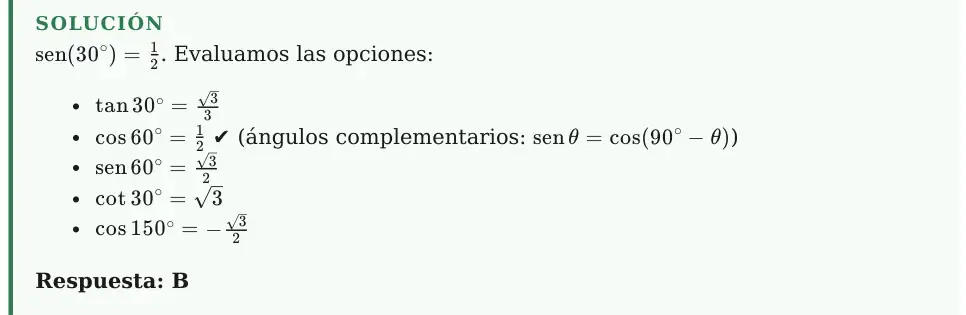 SOLUCIÓN
sen(30°) = 1/2. Evaluamos las opciones:
• tan 30° = √3/3
• cos 60° = 1/2 ✔ (ángulos complementarios: sen θ = cos(90° − θ))
• sen 60° = √3/2
• cot 30° = √3
• cos 150° = −√3/2
Respuesta: B